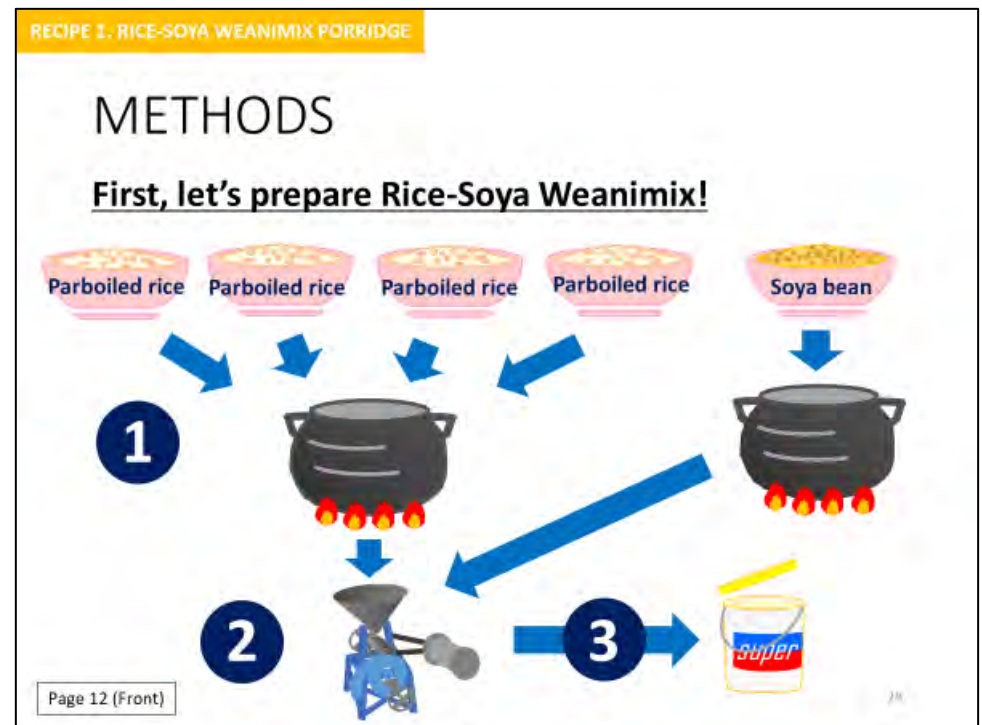 RECIPE 1. RICE-SOYA WEANIMIX PORRIDGE
METHODS
First, let's prepare Rice-Soya Weanimix!
Parboiled rice Parboiled rice Parboiled rice Parboiled rice Soya bean
1
2
3
super
Page 12 (Front)